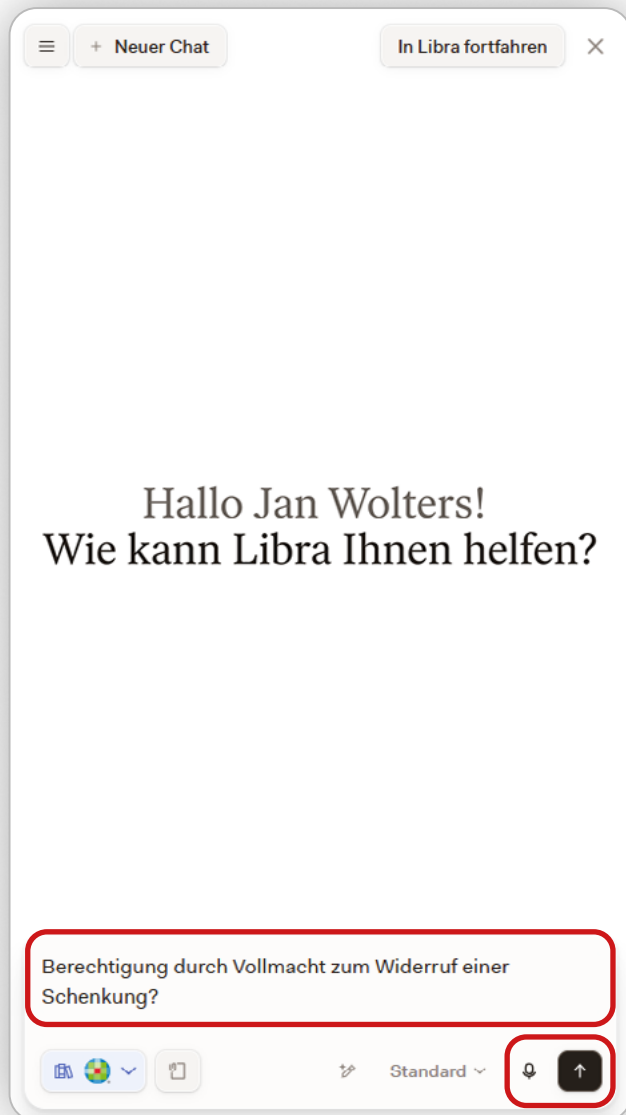 + Neuer Chat
In Libra fortfahren
Hallo Jan Wolters!
Wie kann Libra Ihnen helfen?
Berechtigung durch Vollmacht zum Widerruf einer
Schenkung?
Standard